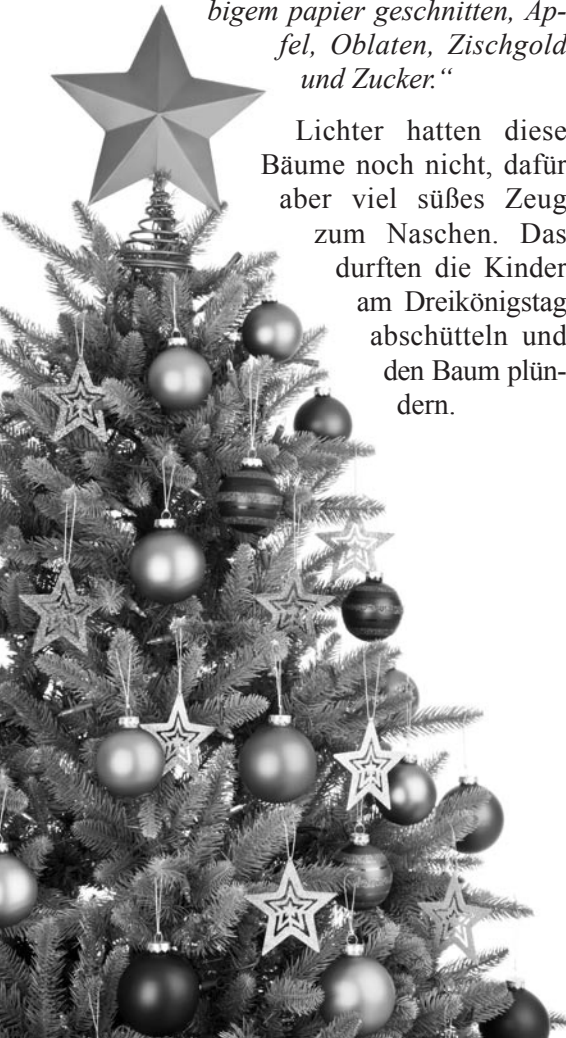 bigem papier geschnitten, Äp-
fel, Oblaten, Zischgold
und Zucker.“
Lichter hatten diese
Bäume noch nicht, dafür
aber viel süßes Zeug
zum Naschen. Das
durften die Kinder
am Dreikönigstag
abschütteln und
den Baum plün-
dern.